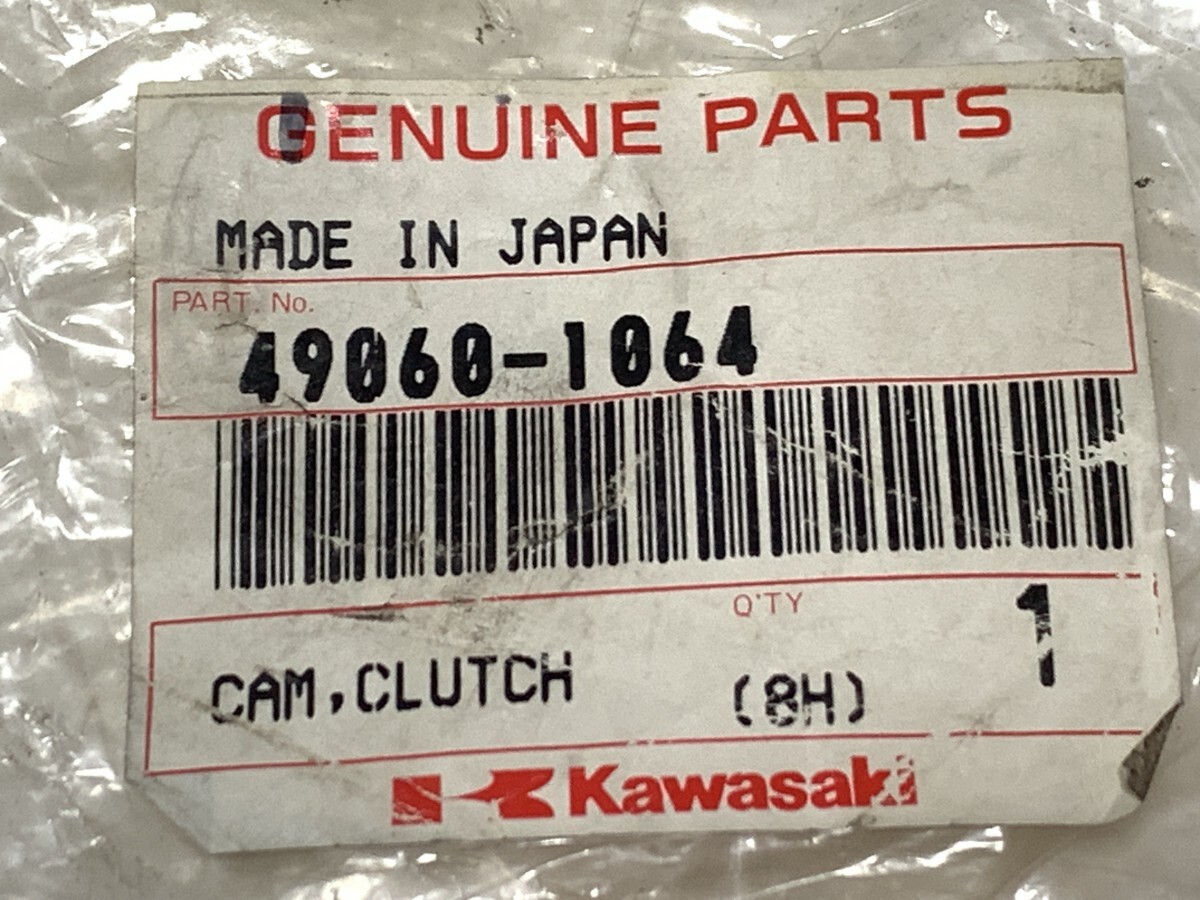 GENUINE PARTS
MADE IN JAPAN
PART. No.
49060-1064
Q'TY
1
CAM,CLUTCH (8H)
Kawasaki